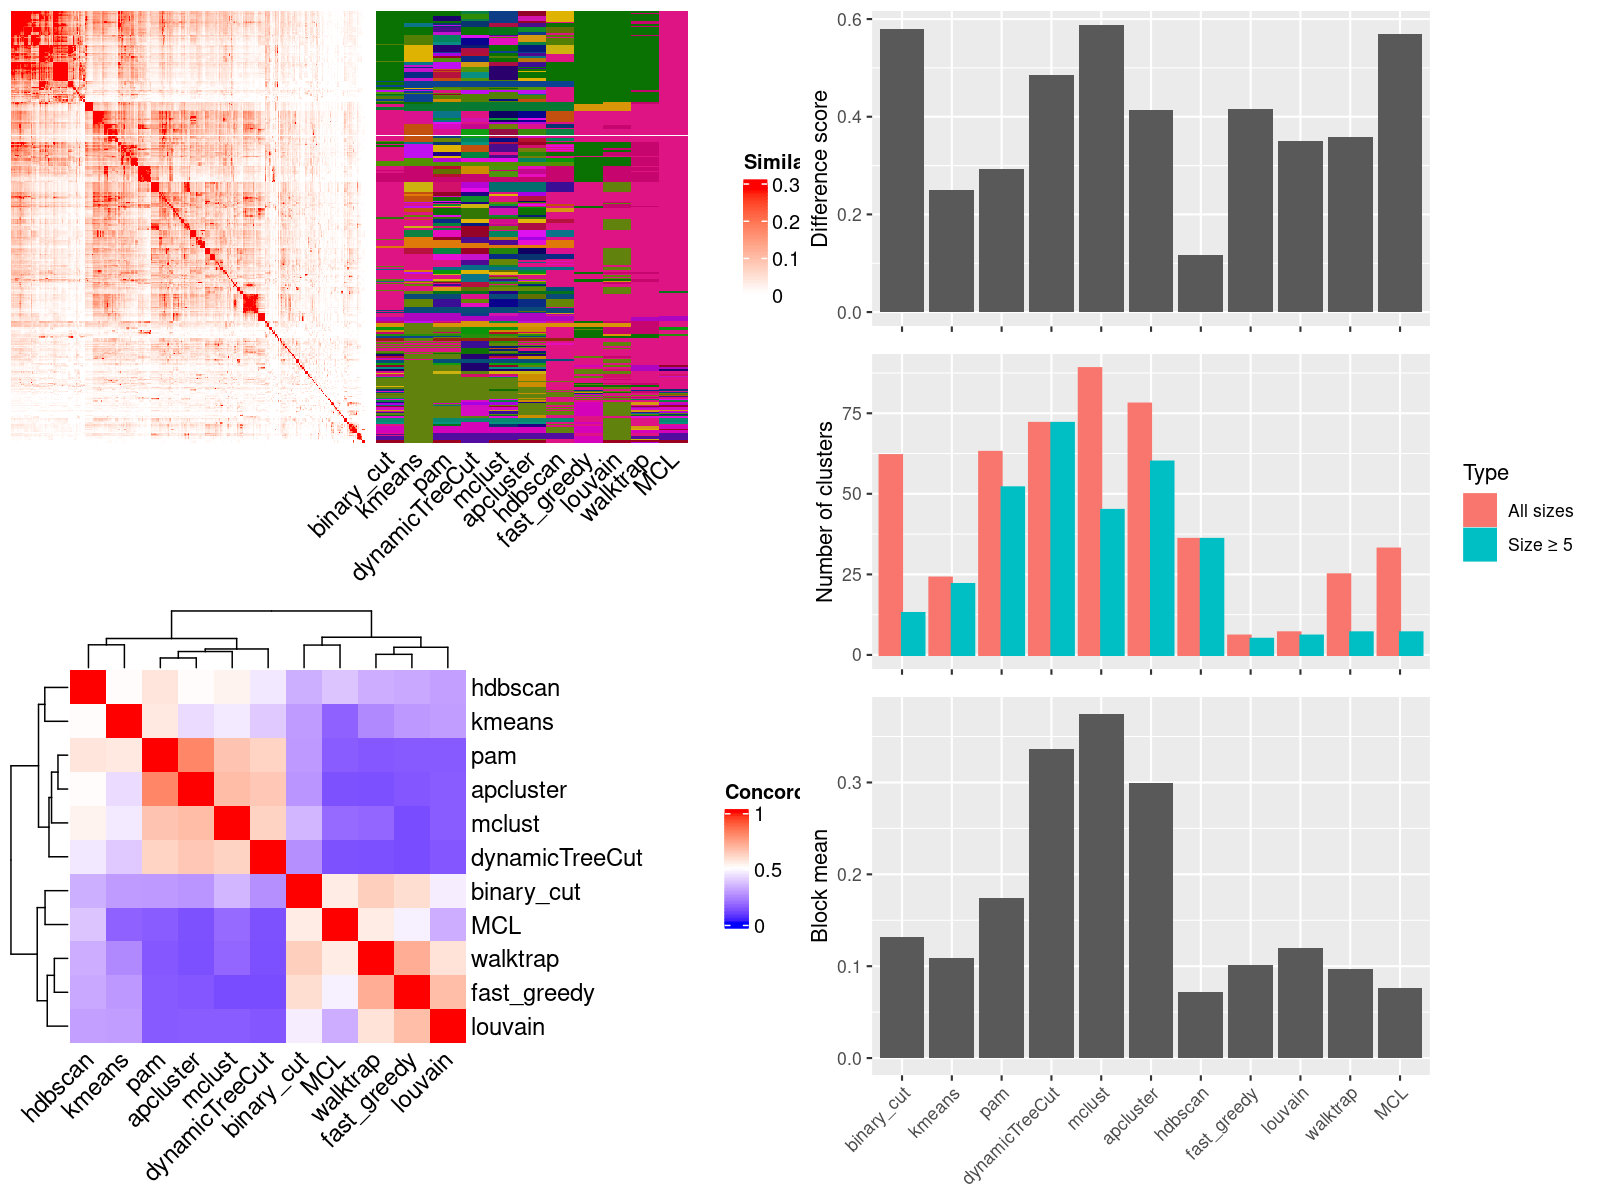 Simila
0.3
0.2
0.1
0
binary_cut
kmeans
pam
dynamicTreeCut
mclust
apcluster
hdbscan
fast_greedy
louvain
walktrap
MCL
hdbscan
kmeans
pam
apcluster
mclust
dynamicTreeCut
binary_cut
MCL
walktrap
fast_greedy
louvain
hdbscan
kmeans
pam
apcluster
mclust
dynamicTreeCut
binary_cut
MCL
walktrap
fast_greedy
louvain
Concord
1
0.5
0
Difference score
0.6
0.4
0.2
0.0
Number of clusters
75
50
25
0
Type
All sizes
Size ≥ 5
Block mean
0.3
0.2
0.1
0.0
binary_cut
kmeans
pam
dynamicTreeCut
mclust
apcluster
hdbscan
fast_greedy
louvain
walktrap
MCL